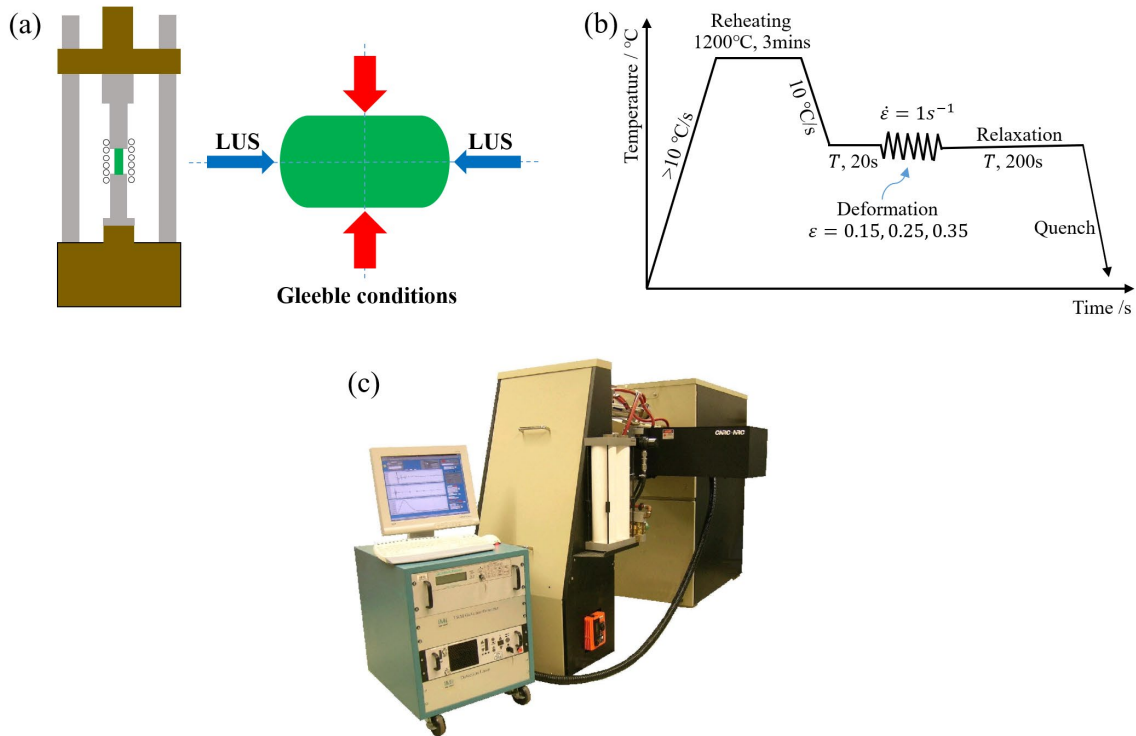 (a)
LUS
LUS
Gleeble conditions
(b)
Temperature / °C
Reheating
1200°C, 3mins
>10 °C/s
10 °C/s
T, 20s
ε̇ = 1s⁻¹
Relaxation
T, 200s
Deformation
ε = 0.15, 0.25, 0.35
Quench
Time /s
(c)